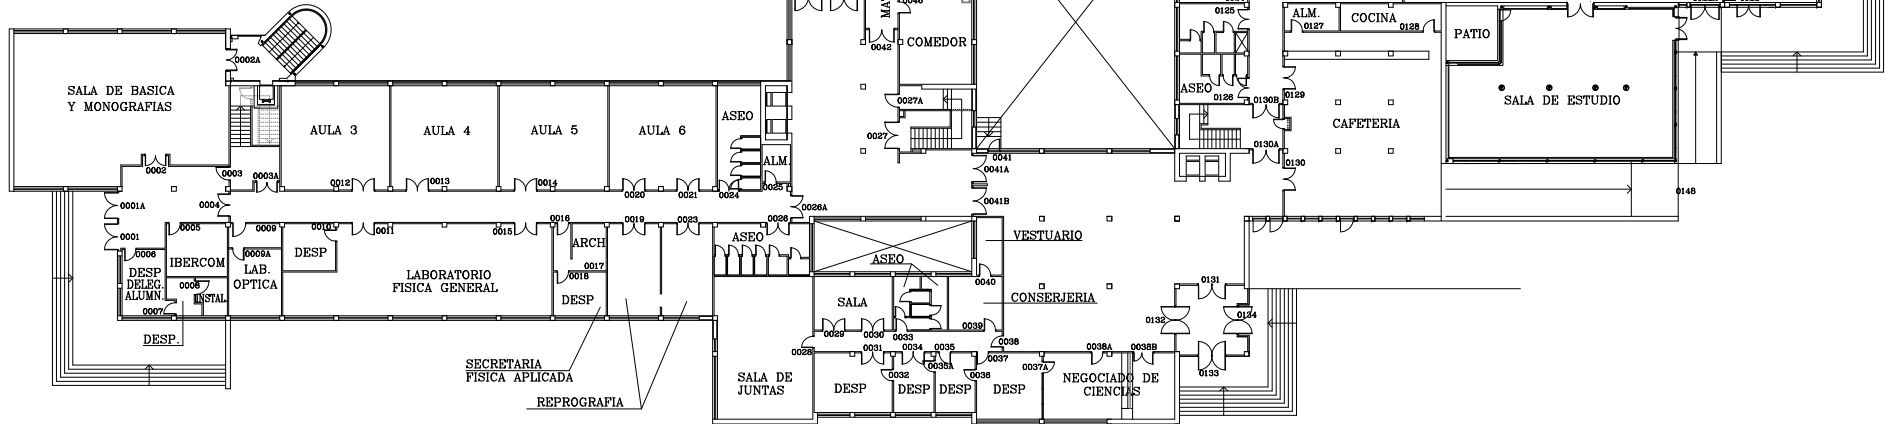 0046
0125
ALM.
0127
COCINA
0128
PATIO
0002A
0042
COMEDOR
SALA DE BASICA
Y MONOGRAFIAS
0027A
ASEO
0126
0130B
0129
SALA DE ESTUDIO
AULA 3
AULA 4
AULA 5
AULA 6
ASEO
0027
CAFETERIA
0130A
0002
0003
0003A
ALM.
0041
0041A
0130
0012
0013
0014
0020
0021
0024
0025
0148
0001A
0004
0026A
0041B
0001
0005
0009
0010
0011
0015
0016
0019
0023
0026
0006
0009A
IBERCOM
DESP
ARCH
ASEO
VESTUARIO
DESP
DELEG.
ALUMN.
LAB.
OPTICA
LABORATORIO
FISICA GENERAL
0017
0018
ASEO
0008
INSTAL.
0007
DESP
SALA
0040
CONSERJERIA
0131
0132
0134
DESP.
0029
0030
0033
0039
0028
0031
0034
0035
0038
0037
0038A
0038B
SECRETARIA
FISICA APLICADA
SALA DE
JUNTAS
0032
0035A
0036
0037A
0133
DESP
DESP
DESP
DESP
NEGOCIADO DE
CIENCIAS
REPROGRAFIA